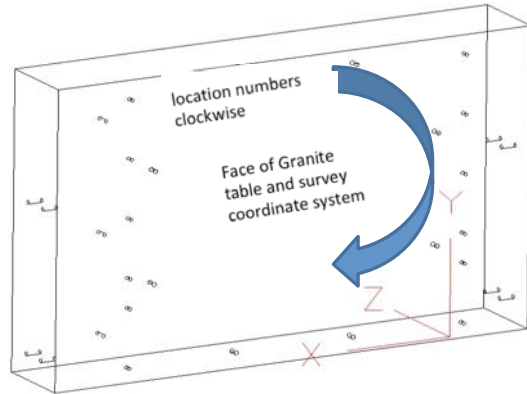 location numbers
clockwise
Face of Granite
table and survey
coordinate system
Y
Z
X